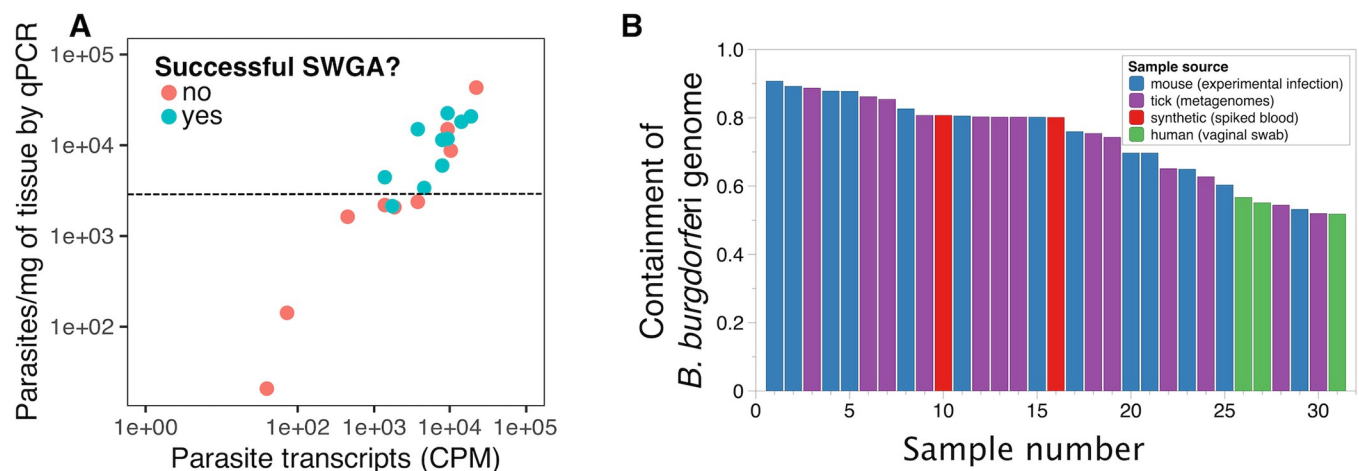 A
Parasites/mg of tissue by qPCR
1e+05
1e+04
1e+03
1e+02
Successful SWGA?
no
yes
1e+00
1e+02
1e+03
1e+04
1e+05
Parasite transcripts (CPM)
B
Containment of
B. burgdorferi genome
1.0
0.8
0.6
0.4
0.2
0
Sample source
mouse (experimental infection)
tick (metagenomes)
synthetic (spiked blood)
human (vaginal swab)
0
5
10
15
20
25
30
Sample number